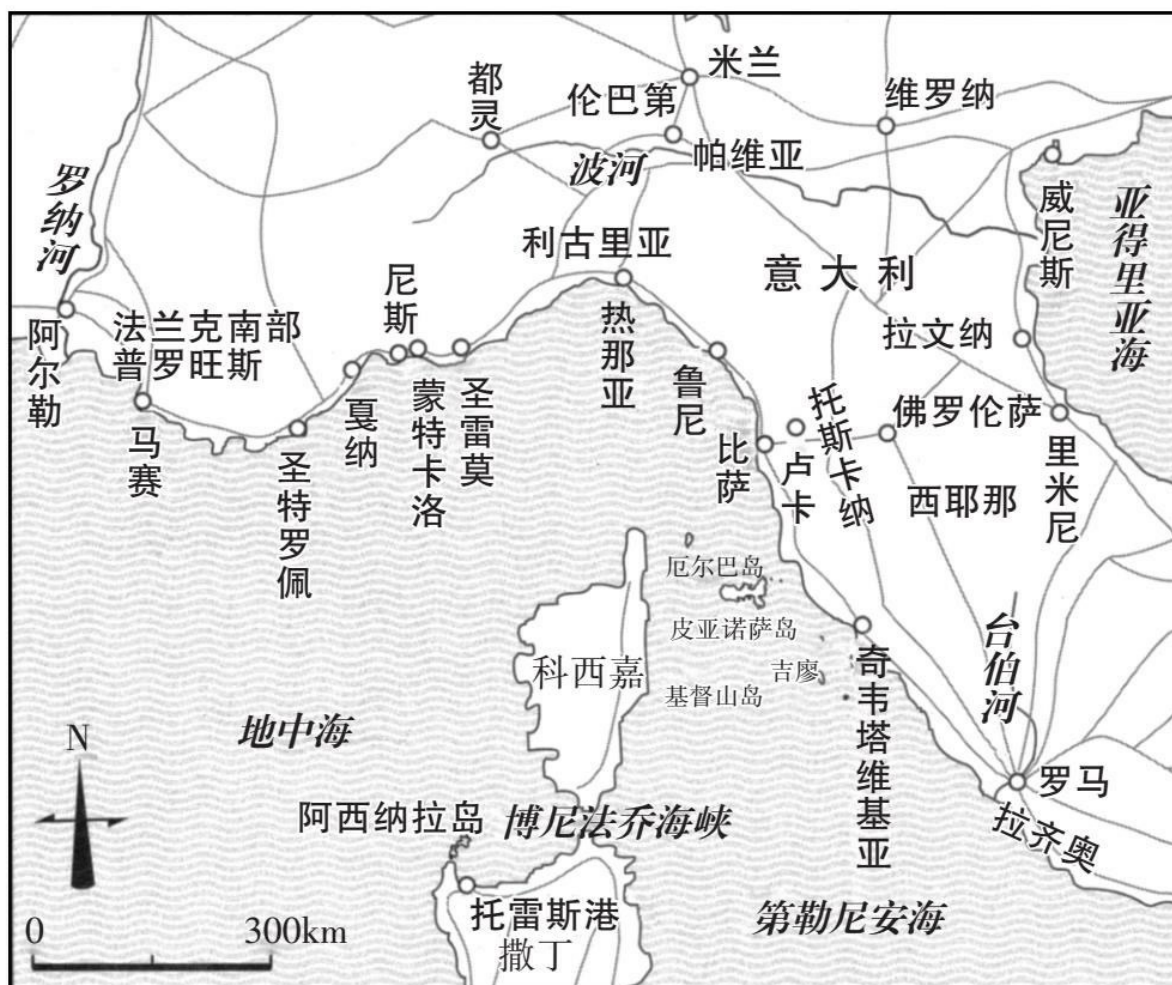 米兰
都灵
伦巴第
维罗纳
帕维亚
波河
罗纳河
威尼斯
亚得里亚海
利古里亚
意大利
尼斯
法兰克南部
普罗旺斯
阿尔勒
热那亚
拉文纳
鲁尼
戛纳
蒙特卡洛
圣雷莫
马赛
圣特罗佩
比萨
卢卡
托斯卡纳
佛罗伦萨
里米尼
西耶那
厄尔巴岛
皮亚诺萨岛
科西嘉
吉廖
基督山岛
奇韦塔维基亚
台伯河
地中海
N
罗马
拉齐奥
阿西纳拉岛
博尼法乔海峡
托雷斯港
撒丁
第勒尼安海
0 300km